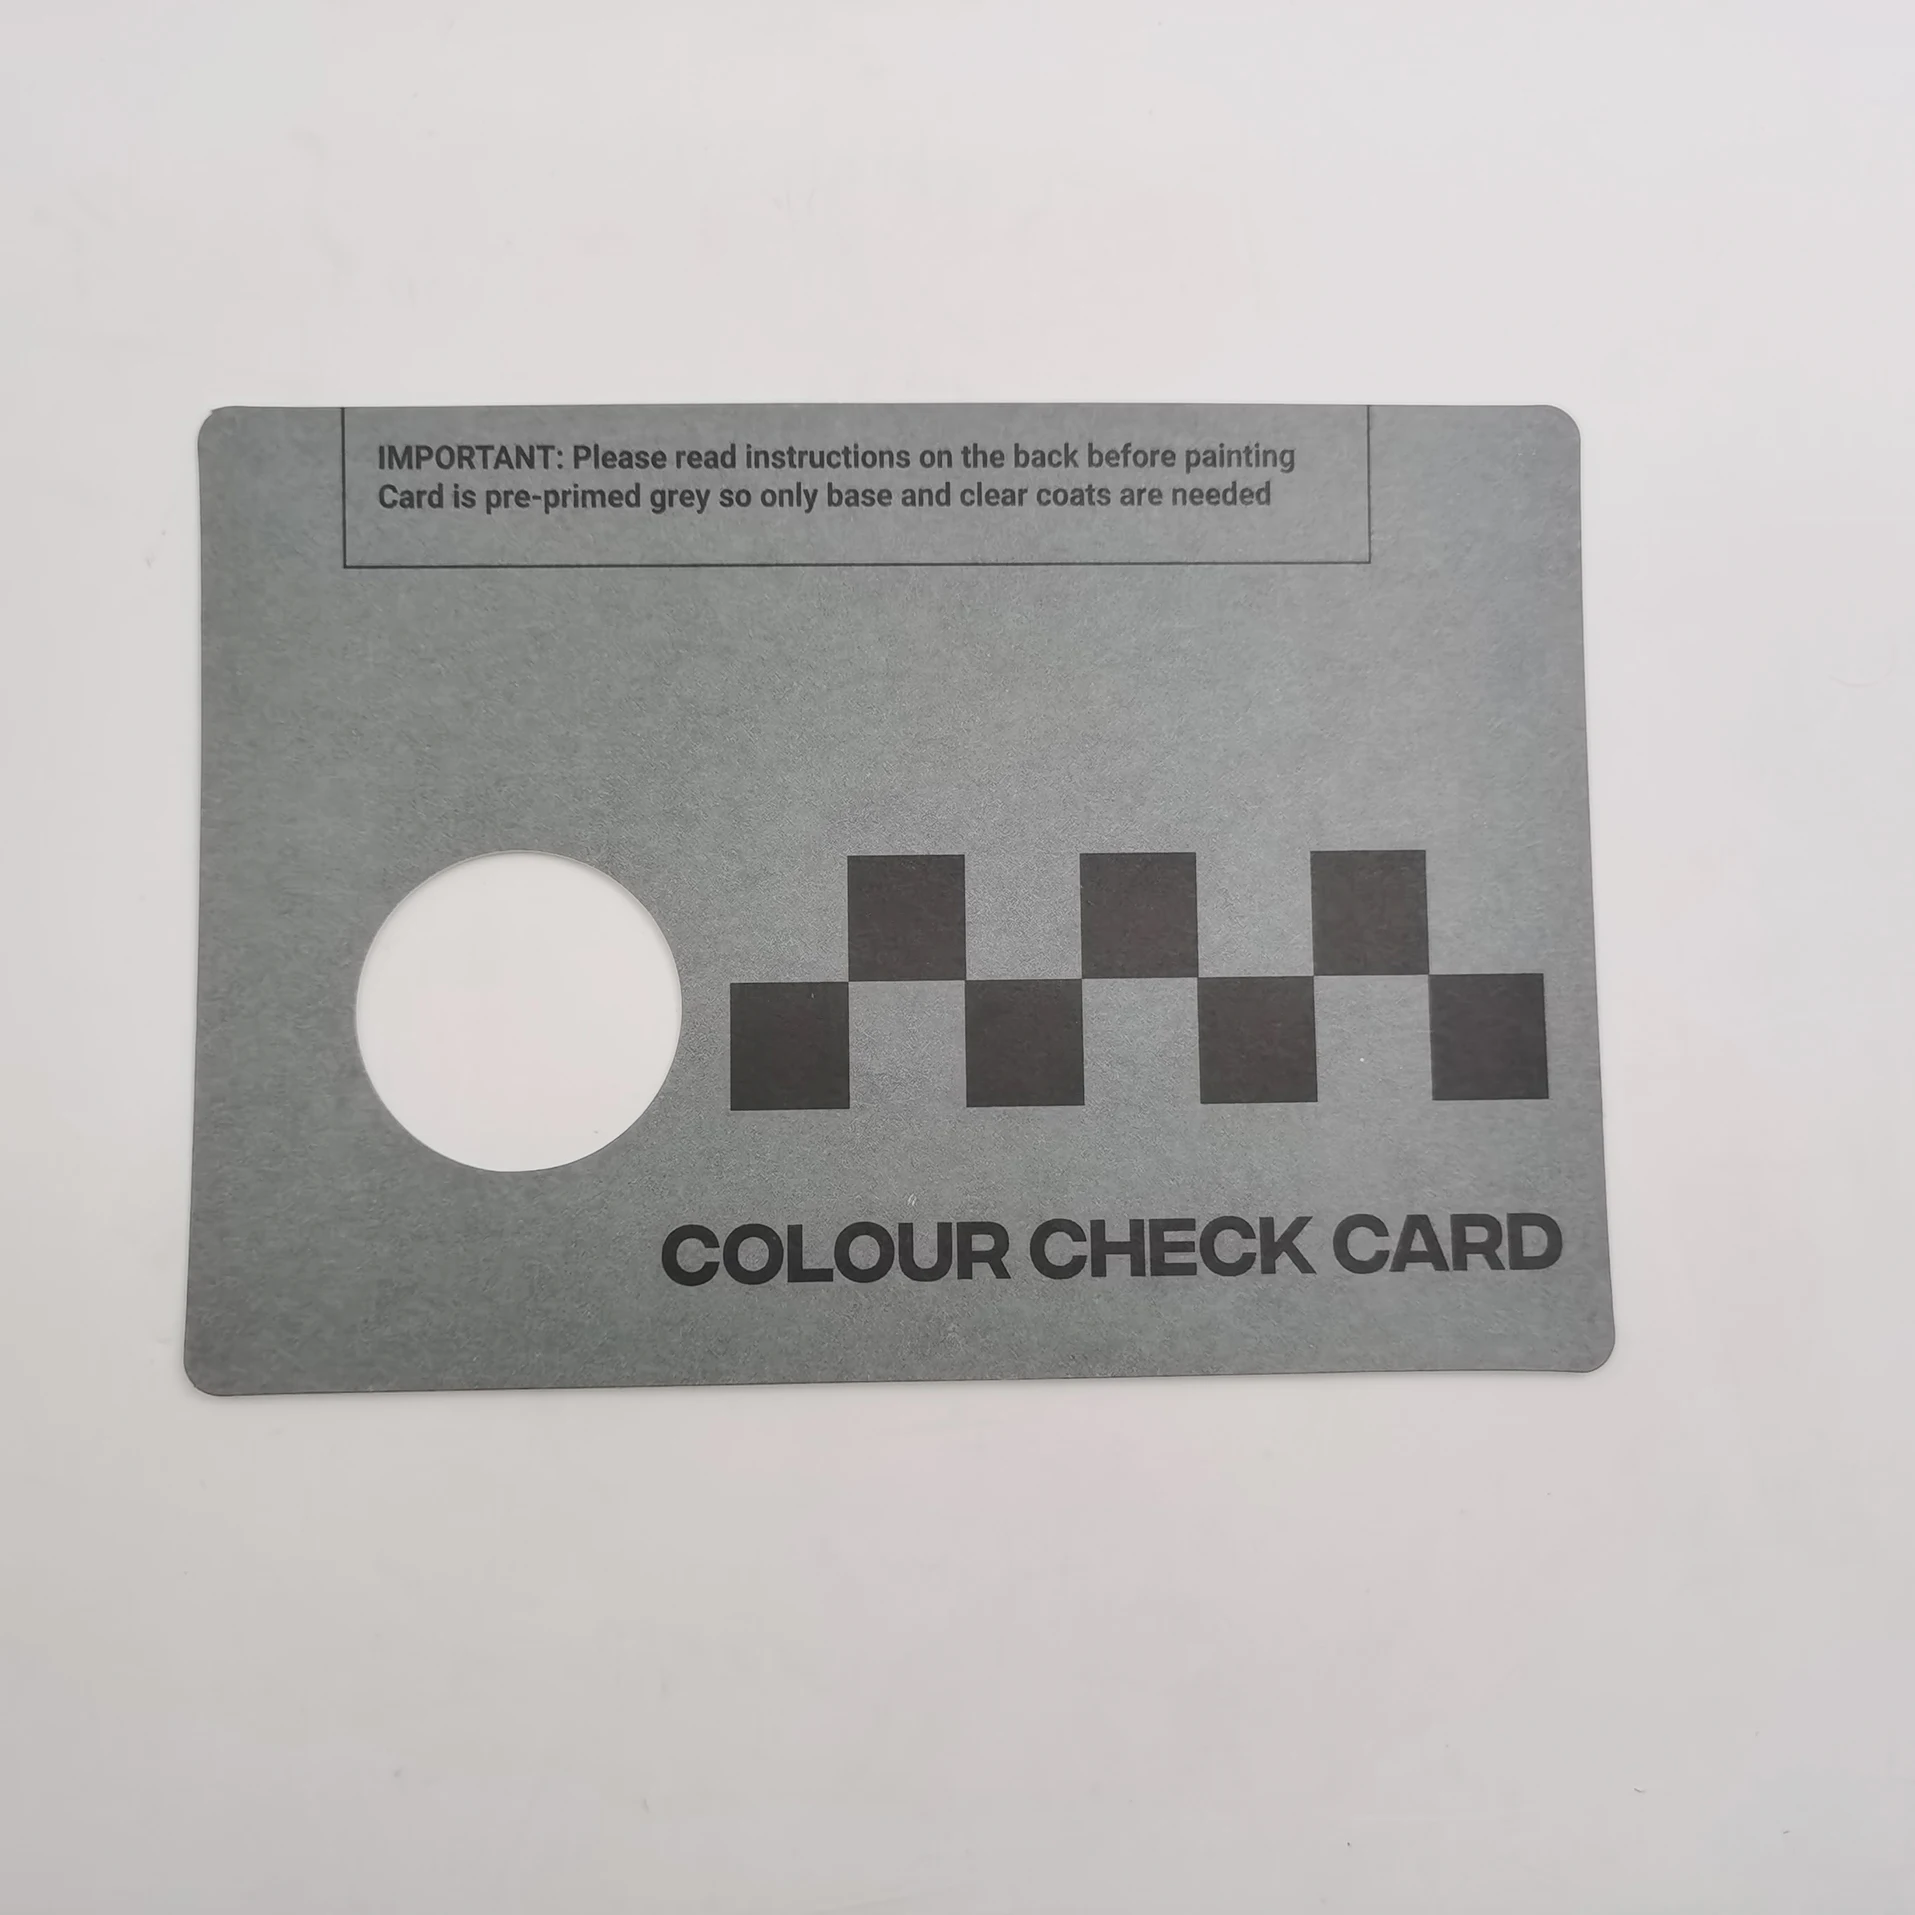 IMPORTANT: Please read instructions on the back before painting
Card is pre-primed grey so only base and clear coats are needed
COLOUR CHECK CARD